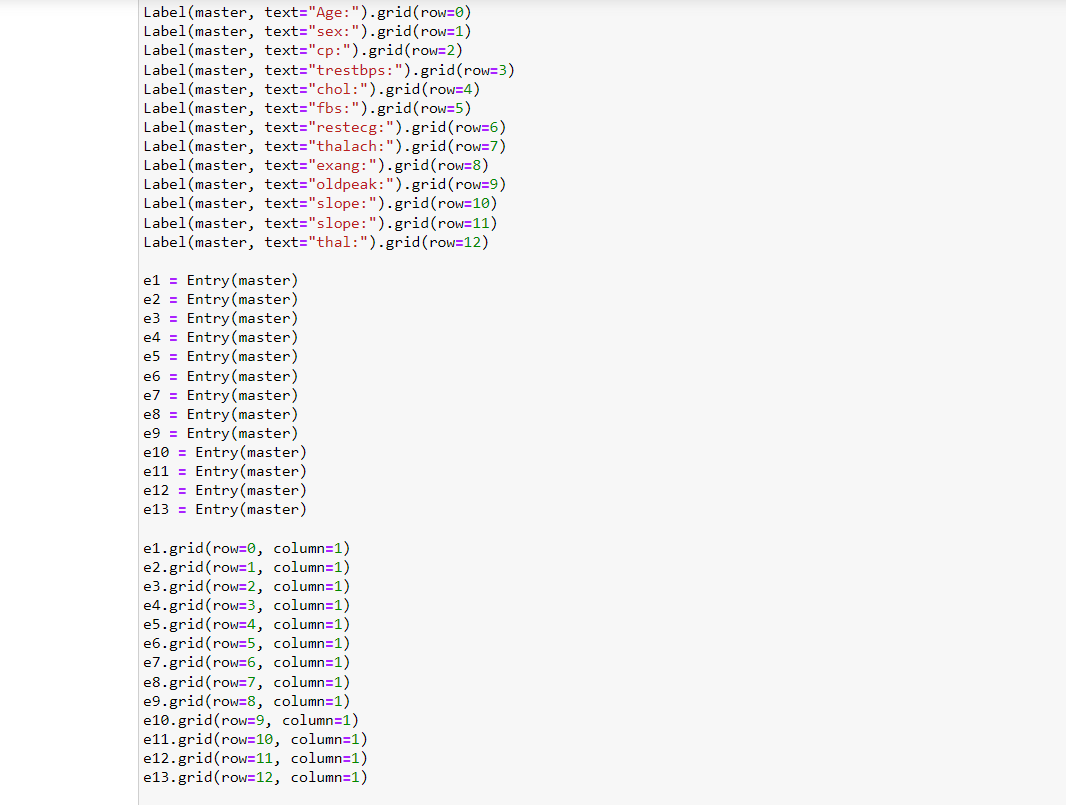 Label(master, text="Age:").grid(row=0)
Label(master, text="sex:").grid(row=1)
Label(master, text="cp:").grid(row=2)
Label(master, text="trestbps:").grid(row=3)
Label(master, text="chol:").grid(row=4)
Label(master, text="fbs:").grid(row=5)
Label(master, text="restecg:").grid(row=6)
Label(master, text="thalach:").grid(row=7)
Label(master, text="exang:").grid(row=8)
Label(master, text="oldpeak:").grid(row=9)
Label(master, text="slope:").grid(row=10)
Label(master, text="slope:").grid(row=11)
Label(master, text="thal:").grid(row=12)
e1 = Entry(master)
e2 = Entry(master)
e3 = Entry(master)
e4 = Entry(master)
e5 = Entry(master)
e6 = Entry(master)
e7 = Entry(master)
e8 = Entry(master)
e9 = Entry(master)
e10 = Entry(master)
e11 = Entry(master)
e12 = Entry(master)
e13 = Entry(master)
e1.grid(row=0, column=1)
e2.grid(row=1, column=1)
e3.grid(row=2, column=1)
e4.grid(row=3, column=1)
e5.grid(row=4, column=1)
e6.grid(row=5, column=1)
e7.grid(row=6, column=1)
e8.grid(row=7, column=1)
e9.grid(row=8, column=1)
e10.grid(row=9, column=1)
e11.grid(row=10, column=1)
e12.grid(row=11, column=1)
e13.grid(row=12, column=1)